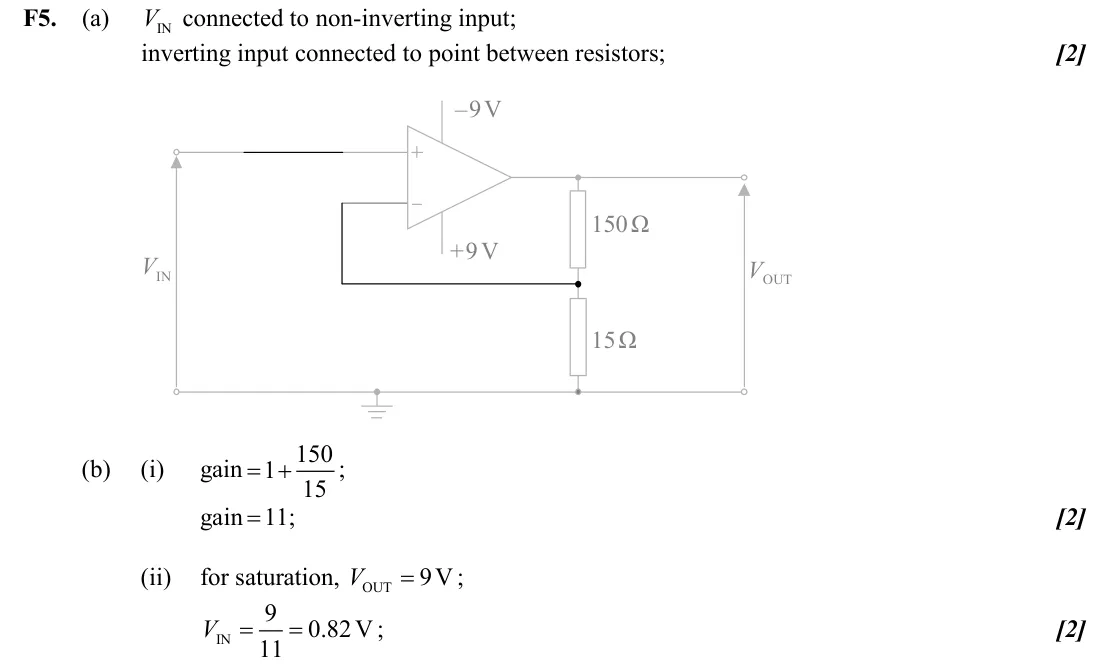 F5. (a) V_IN connected to non-inverting input;
inverting input connected to point between resistors; [2]
–9 V
+
–
150 Ω
+9 V
V_IN
V_OUT
15 Ω
(b) (i) gain = 1 + 150/15 ;
gain = 11; [2]
(ii) for saturation, V_OUT = 9 V ;
V_IN = 9/11 = 0.82 V ; [2]